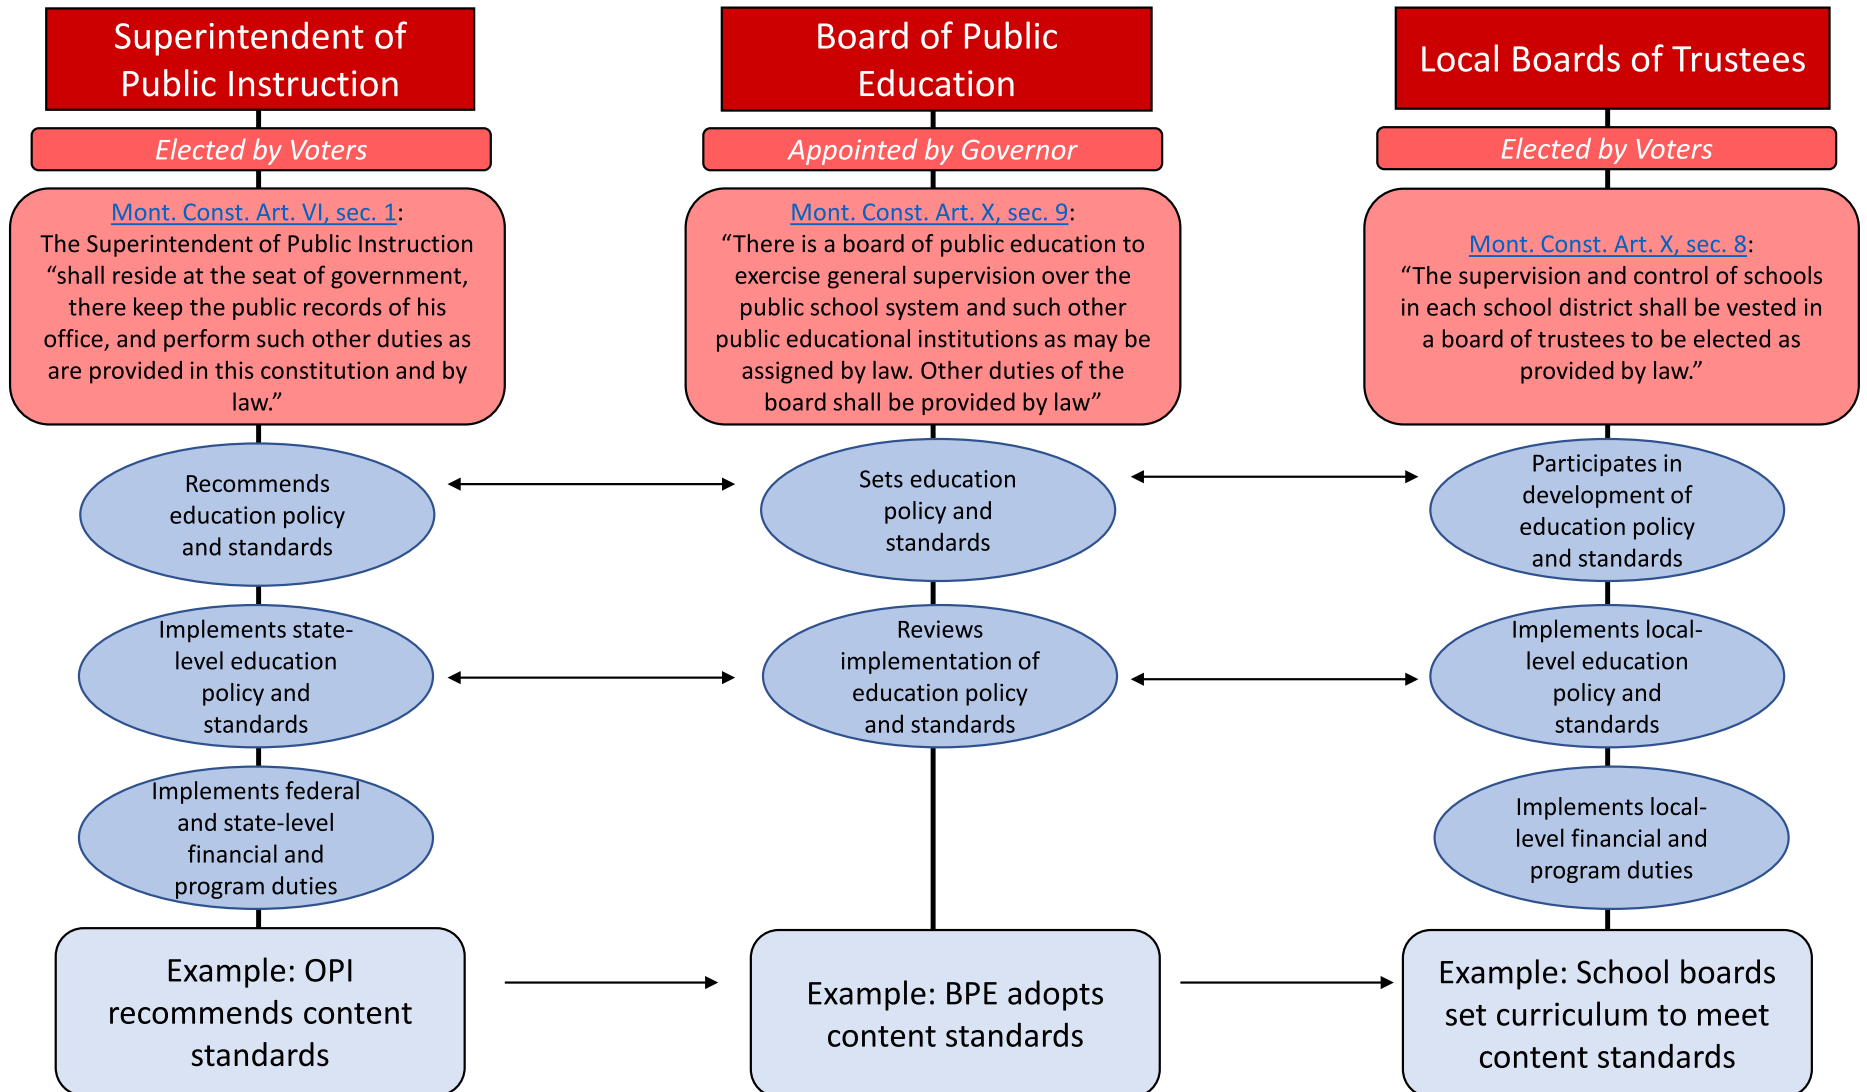 Superintendent of
Public Instruction
Elected by Voters
Mont. Const. Art. VI, sec. 1:
The Superintendent of Public Instruction
“shall reside at the seat of government,
there keep the public records of his
office, and perform such other duties as
are provided in this constitution and by
law.”
Recommends
education policy
and standards
Implements state-
level education
policy and
standards
Implements federal
and state-level
financial and
program duties
Example: OPI
recommends content
standards
Board of Public
Education
Appointed by Governor
Mont. Const. Art. X, sec. 9:
“There is a board of public education to
exercise general supervision over the
public school system and such other
public educational institutions as may be
assigned by law. Other duties of the
board shall be provided by law”
Sets education
policy and
standards
Reviews
implementation of
education policy
and standards
Example: BPE adopts
content standards
Local Boards of Trustees
Elected by Voters
Mont. Const. Art. X, sec. 8:
“The supervision and control of schools
in each school district shall be vested in
a board of trustees to be elected as
provided by law.”
Participates in
development of
education policy
and standards
Implements local-
level education
policy and
standards
Implements local-
level financial and
program duties
Example: School boards
set curriculum to meet
content standards